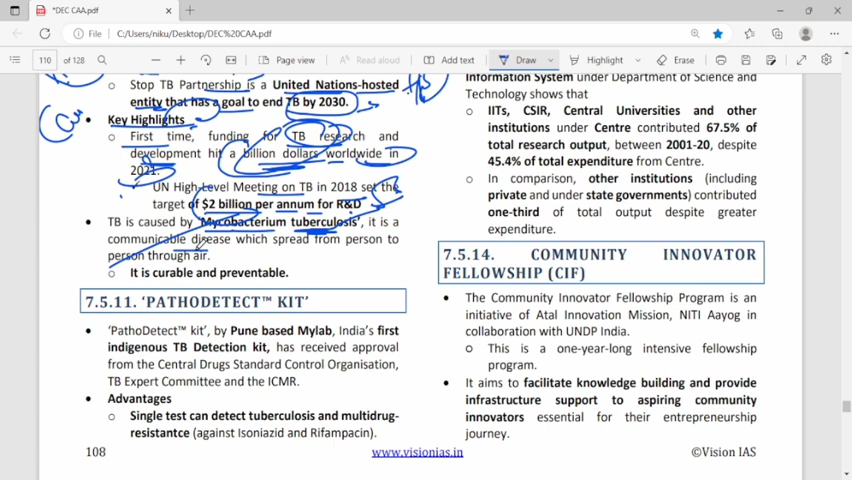 *DEC CAA.pdf
File
C:/Users/niku/Desktop/DEC%20CAA.pdf
110 of 128
Page view
Read aloud
Add text
Draw
Highlight
Erase
Share
o Stop TB Partnership is a United Nations-hosted
entity that has a goal to end TB by 2030.
• Key Highlights
o First time, funding for TB research and
development hit a billion dollars worldwide in
2021.
UN High-Level Meeting on TB in 2018 set the
target of $2 billion per annum for R&D
• TB is caused by 'Mycobacterium tuberculosis', it is a
communicable disease which spread from person to
person through air.
o It is curable and preventable.
7.5.11. 'PATHODETECT™ KIT'
• 'PathoDetect™ kit', by Pune based Mylab, India's first
indigenous TB Detection kit, has received approval
from the Central Drugs Standard Control Organisation,
TB Expert Committee and the ICMR.
• Advantages
o Single test can detect tuberculosis and multidrug-
resistantce (against Isoniazid and Rifampacin).
Information System under Department of Science and
Technology shows that
o IITs, CSIR, Central Universities and other
institutions under Centre contributed 67.5% of
total research output, between 2001-20, despite
45.4% of total expenditure from Centre.
o In comparison, other institutions (including
private and under state governments) contributed
one-third of total output despite greater
expenditure.
7.5.14. COMMUNITY INNOVATOR
FELLOWSHIP (CIF)
• The Community Innovator Fellowship Program is an
initiative of Atal Innovation Mission, NITI Aayog in
collaboration with UNDP India.
o This is a one-year-long intensive fellowship
program.
• It aims to facilitate knowledge building and provide
infrastructure support to aspiring community
innovators essential for their entrepreneurship
journey.
108
www.visionias.in
©Vision IAS